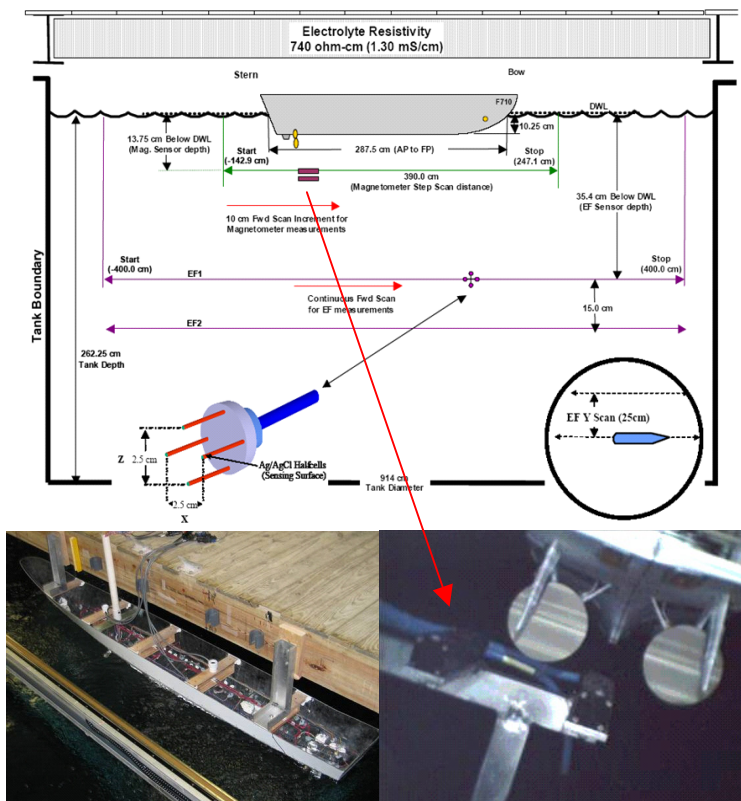 Electrolyte Resistivity
740 ohm-cm (1.30 mS/cm)
Stern
Bow
F710
DWL
10.25 cm
13.75 cm Below DWL
(Mag. Sensor depth)
Start
(-142.9 cm)
287.5 cm (AP to FP)
Stop
(247.1 cm)
390.0 cm
(Magnetometer Step Scan distance)
35.4 cm Below DWL
(EF Sensor depth)
10 cm Fwd Scan Increment for
Magnetometer measurements
Start
(-400.0 cm)
Stop
(400.0 cm)
EF1
Continuous Fwd Scan
for EF measurements
15.0 cm
EF2
Tank Boundary
262.25 cm
Tank Depth
EF Y Scan (25cm)
Z
2.5 cm
Ag/AgCl Halfcells
(Sensing Surface)
2.5 cm
X
914 cm
Tank Diameter